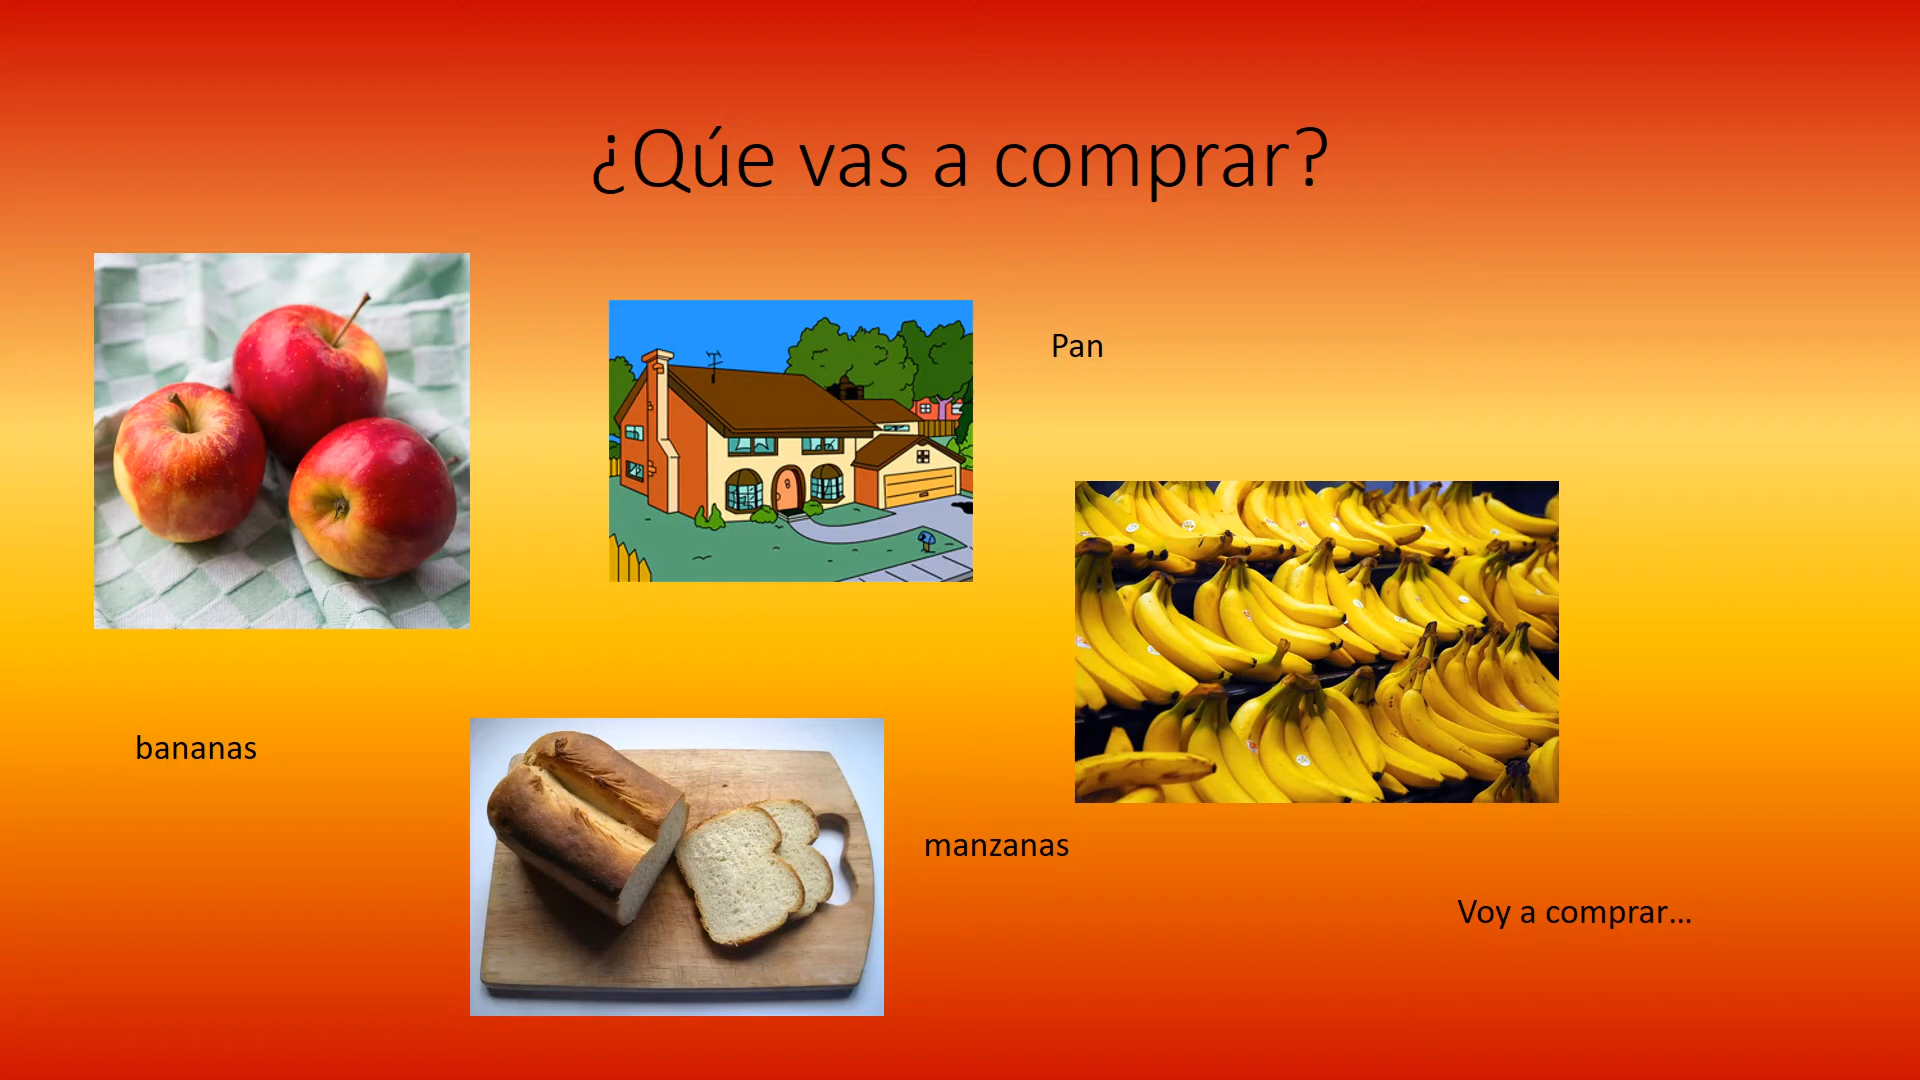 ¿Qúe vas a comprar?
Pan
bananas
manzanas
Voy a comprar...